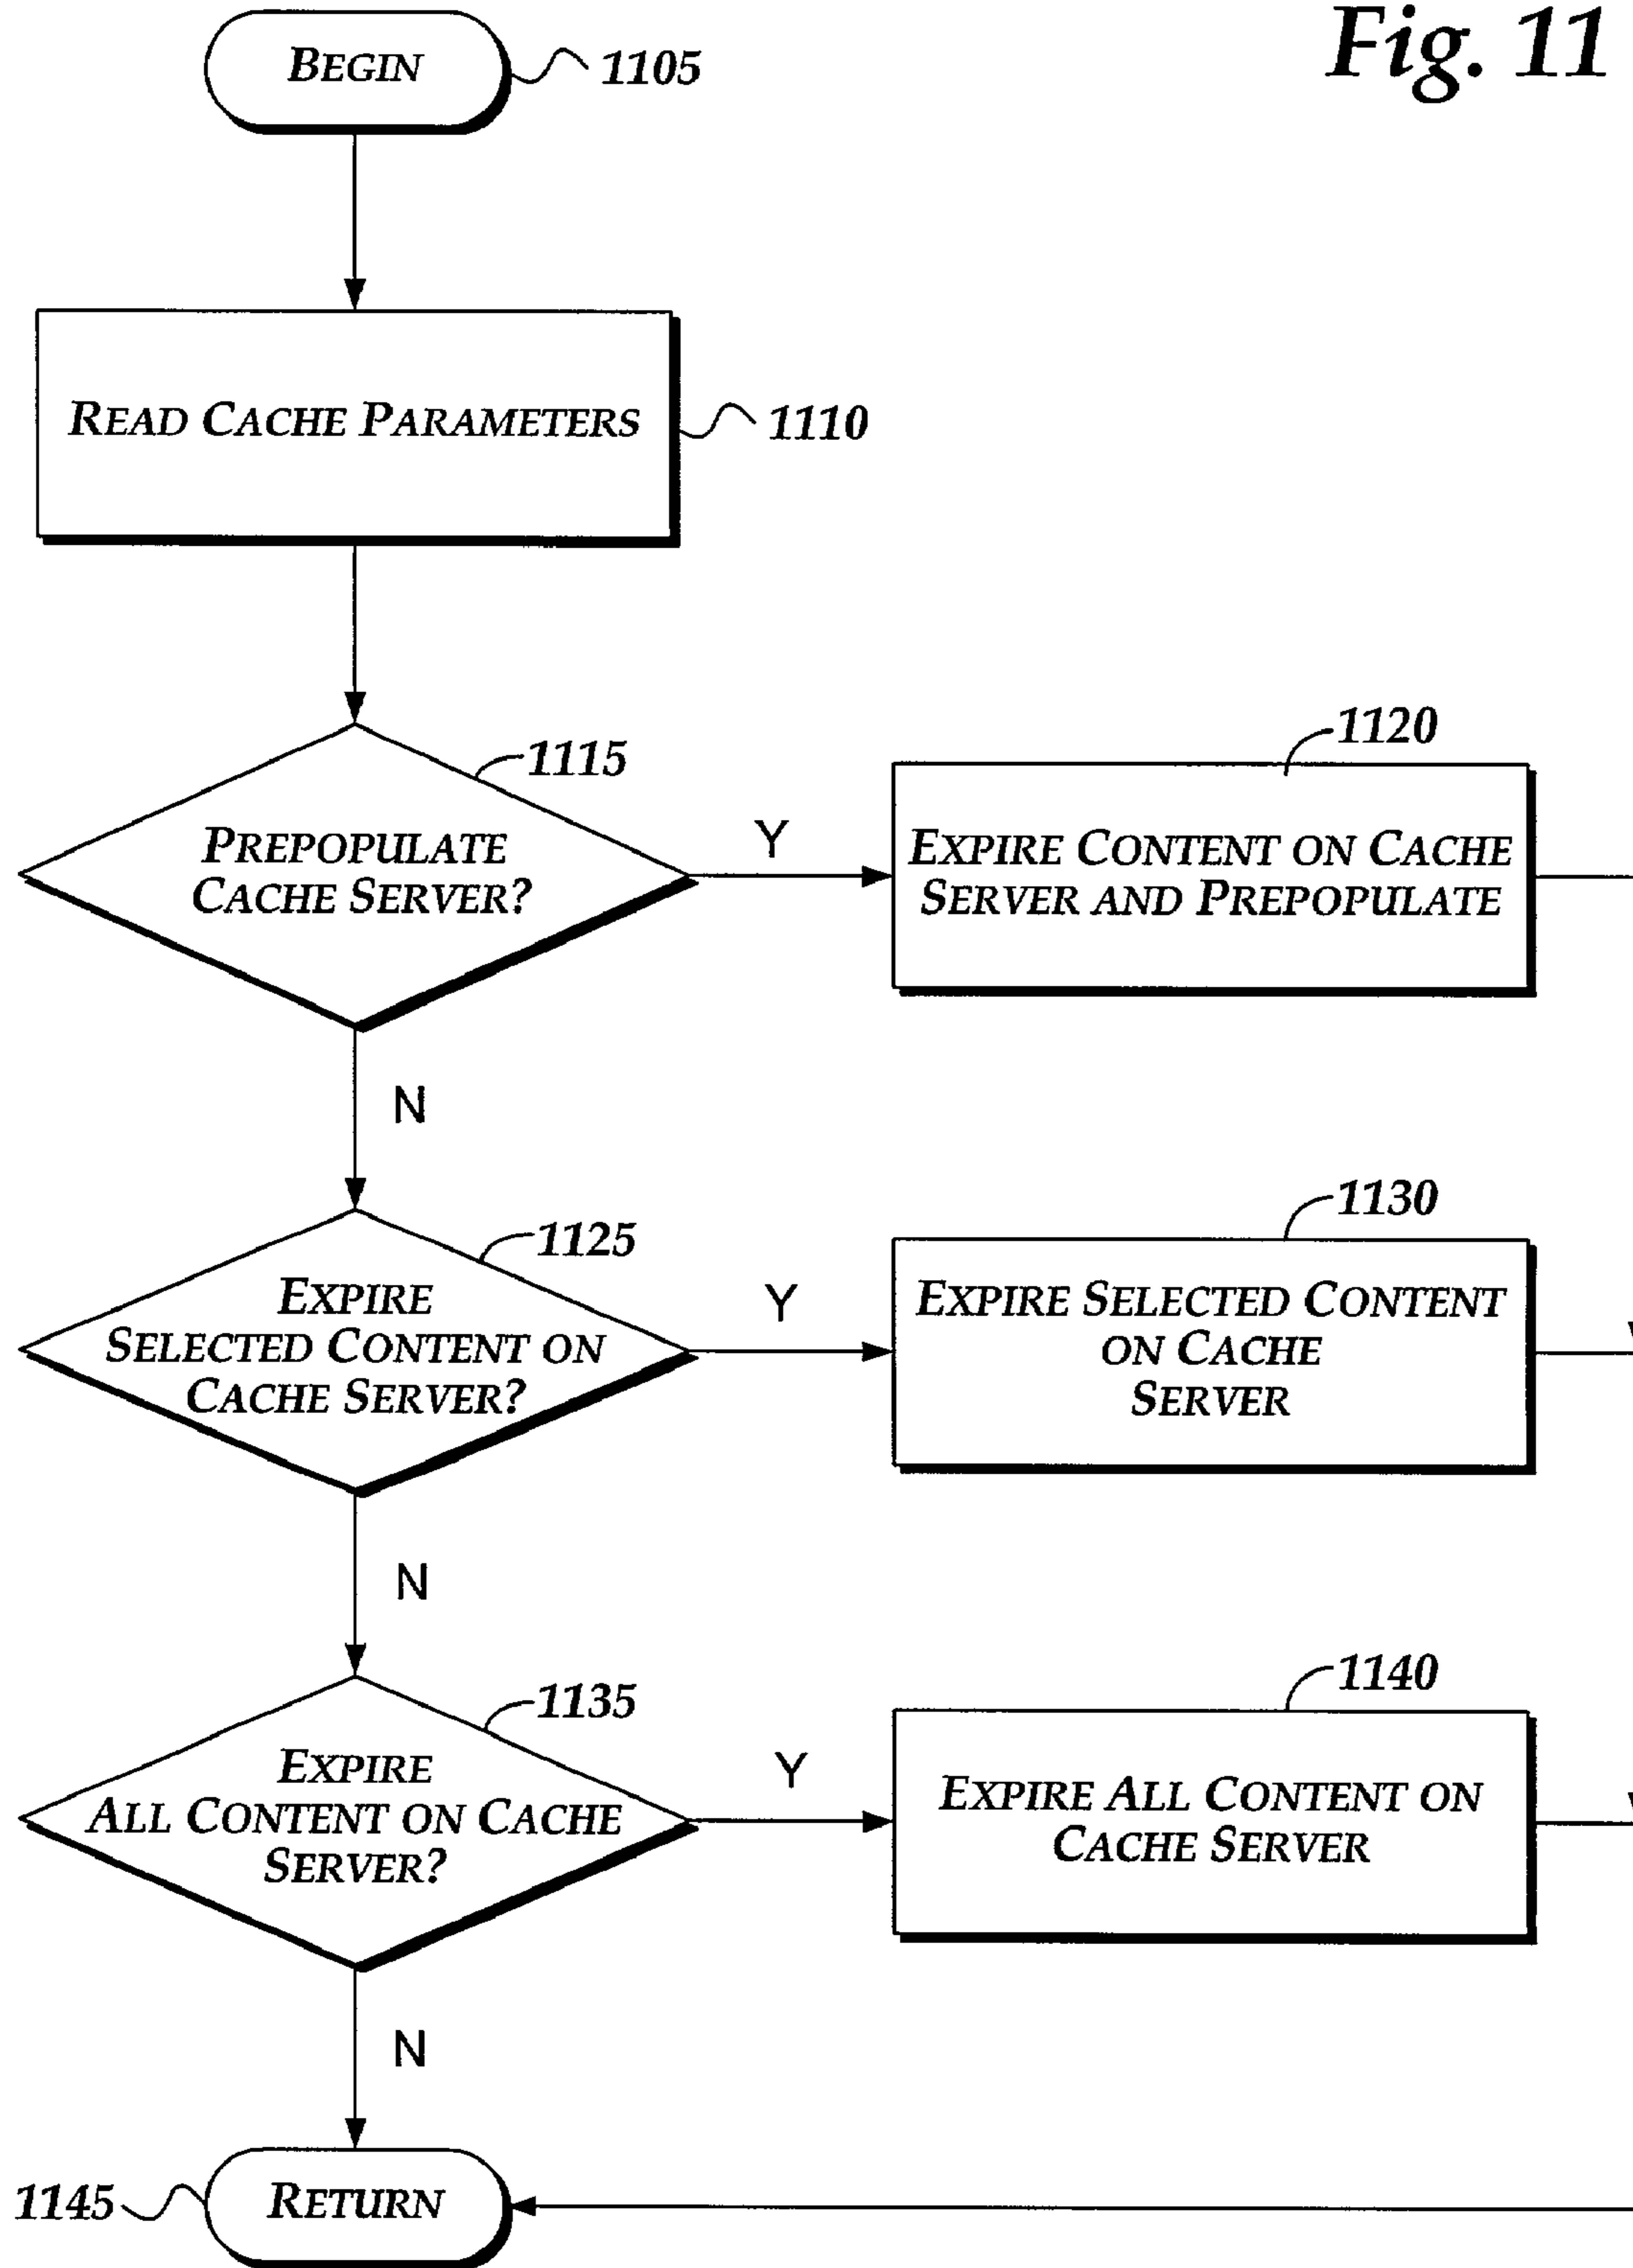 Fig. 11
BEGIN
1105
READ CACHE PARAMETERS
1110
1115
PREPOPULATE
CACHE SERVER?
Y
1120
EXPIRE CONTENT ON CACHE
SERVER AND PREPOPULATE
N
1125
EXPIRE
SELECTED CONTENT ON
CACHE SERVER?
Y
1130
EXPIRE SELECTED CONTENT
ON CACHE
SERVER
N
1135
EXPIRE
ALL CONTENT ON CACHE
SERVER?
Y
1140
EXPIRE ALL CONTENT ON
CACHE SERVER
N
1145
RETURN